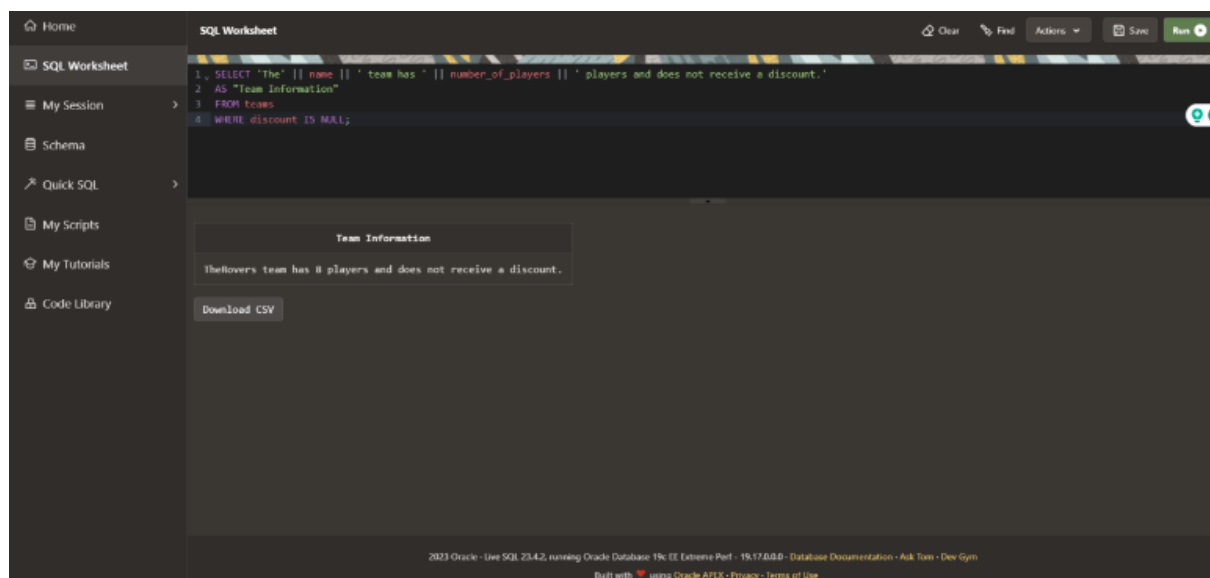 Home
SQL Worksheet
My Session
Schema
Quick SQL
My Scripts
My Tutorials
Code Library
SQL Worksheet
Clear Find Actions Save Run
1 SELECT 'The' || name || ' team has ' || number_of_players || ' players and does not receive a discount.'
2 AS "Team Information"
3 FROM teams
4 WHERE discount IS NULL;
Team Information
TheRovers team has 8 players and does not receive a discount.
Download CSV
2023 Oracle - Live SQL 23.4.2, running Oracle Database 19c EE Extreme Perf - 19.17.0.0.0 - Database Documentation - Ask Tom - Dev Gym
Built with ❤ using Oracle APEX - Privacy - Terms of Use